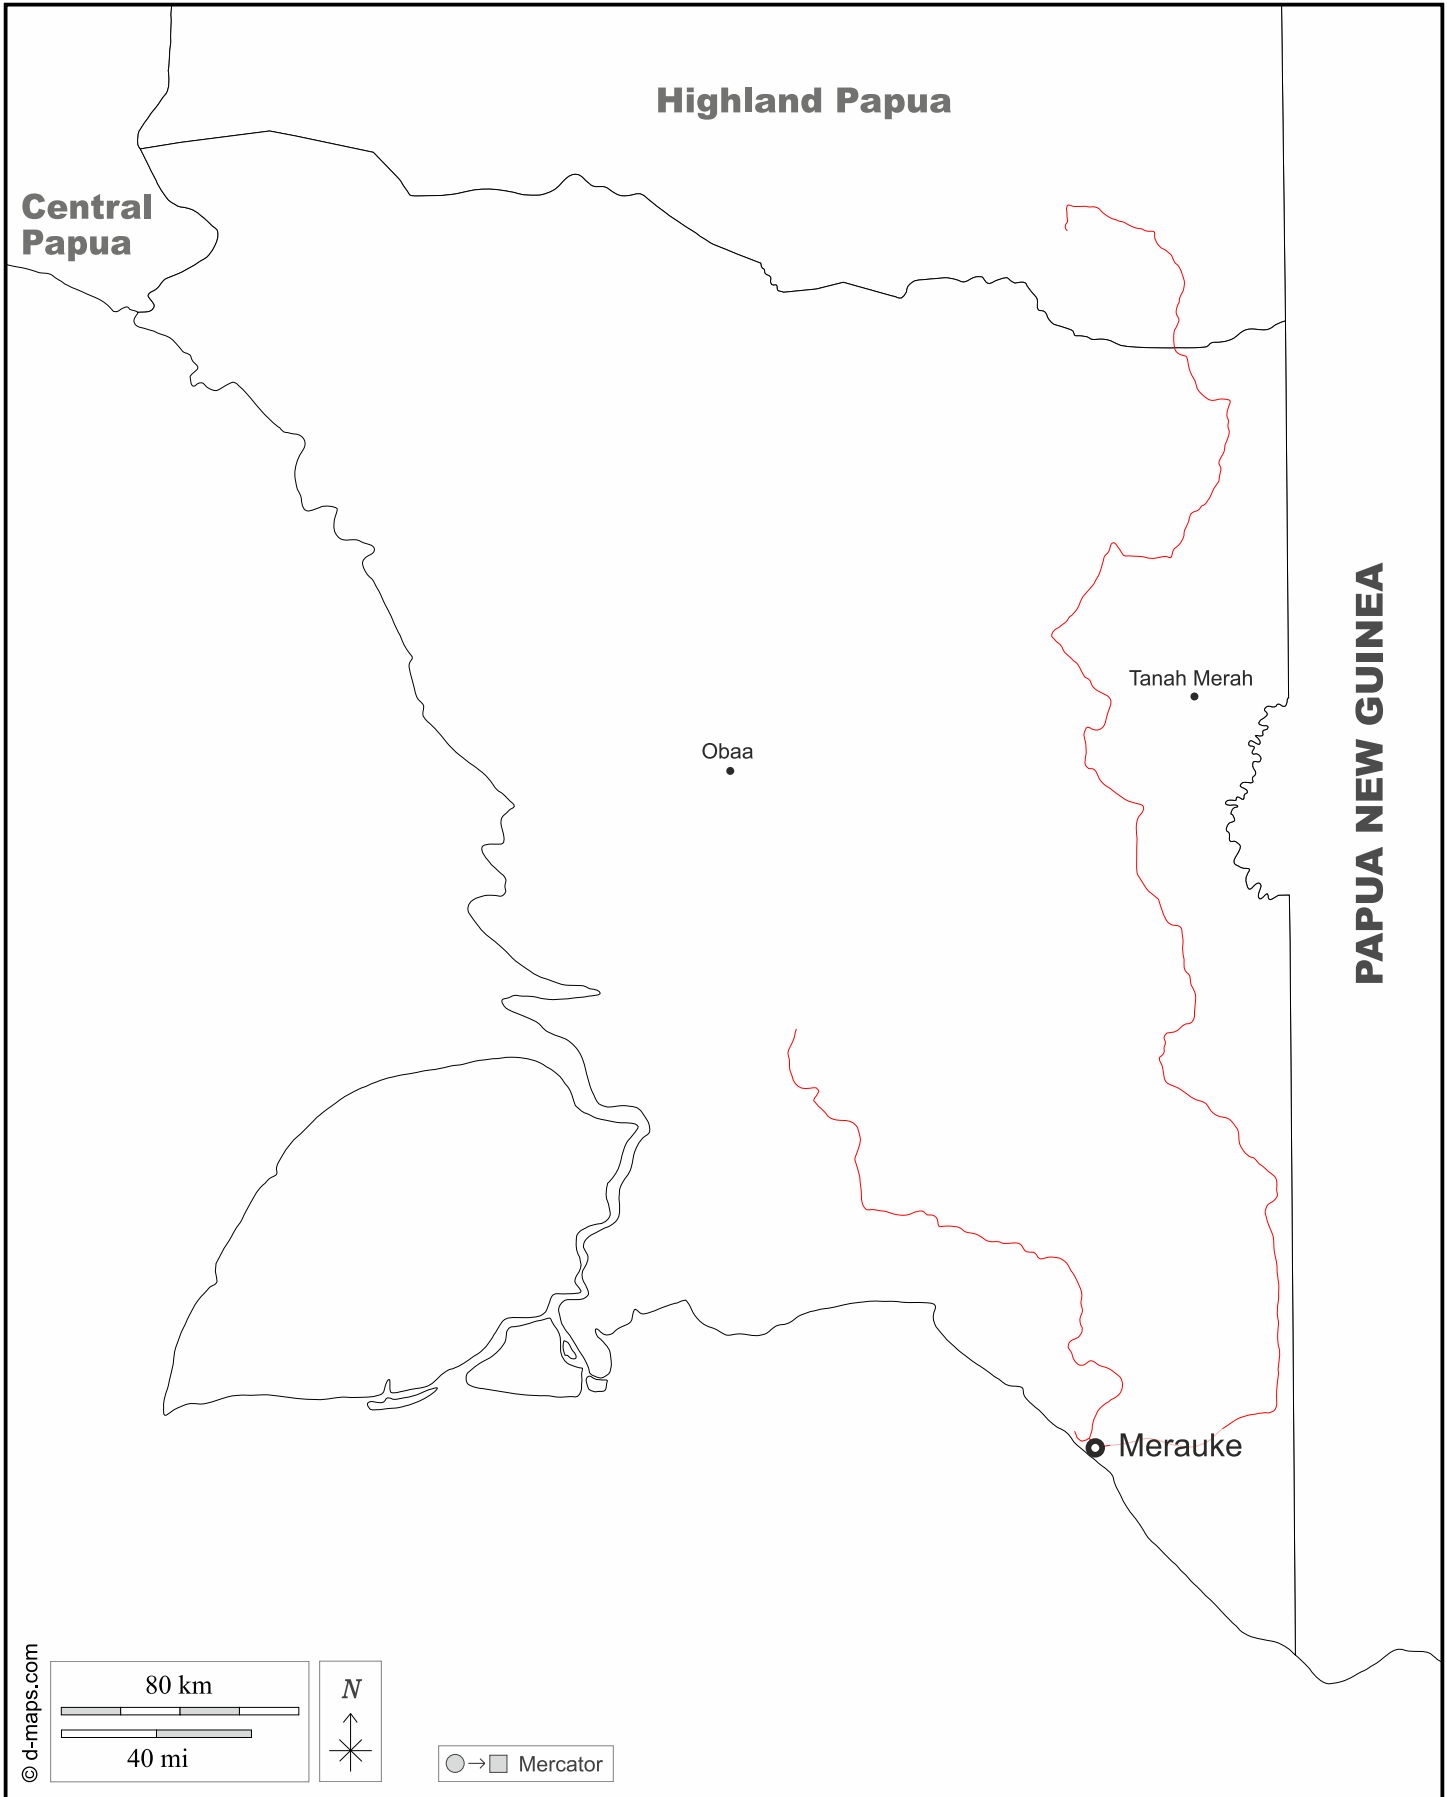 Highland Papua
Central
Papua
Tanah Merah
Obaa
PAPUA NEW GUINEA
Merauke
© d-maps.com
80 km
40 mi
N
Mercator